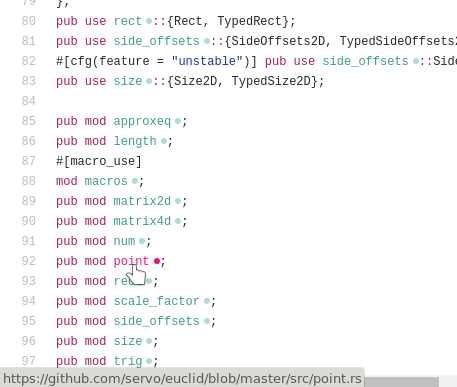 79 };
80 pub use rect::{Rect, TypedRect};
81 pub use side_offsets::{SideOffsets2D, TypedSideOffsets2
82 #[cfg(feature = "unstable")] pub use side_offsets::Side
83 pub use size::{Size2D, TypedSize2D};
84
85 pub mod approxeq;
86 pub mod length;
87 #[macro_use]
88 mod macros;
89 pub mod matrix2d;
90 pub mod matrix4d;
91 pub mod num;
92 pub mod point;
93 pub mod rect;
94 pub mod scale_factor;
95 pub mod side_offsets;
96 pub mod size;
97 pub mod trig;
https://github.com/servo/euclid/blob/master/src/point.rs